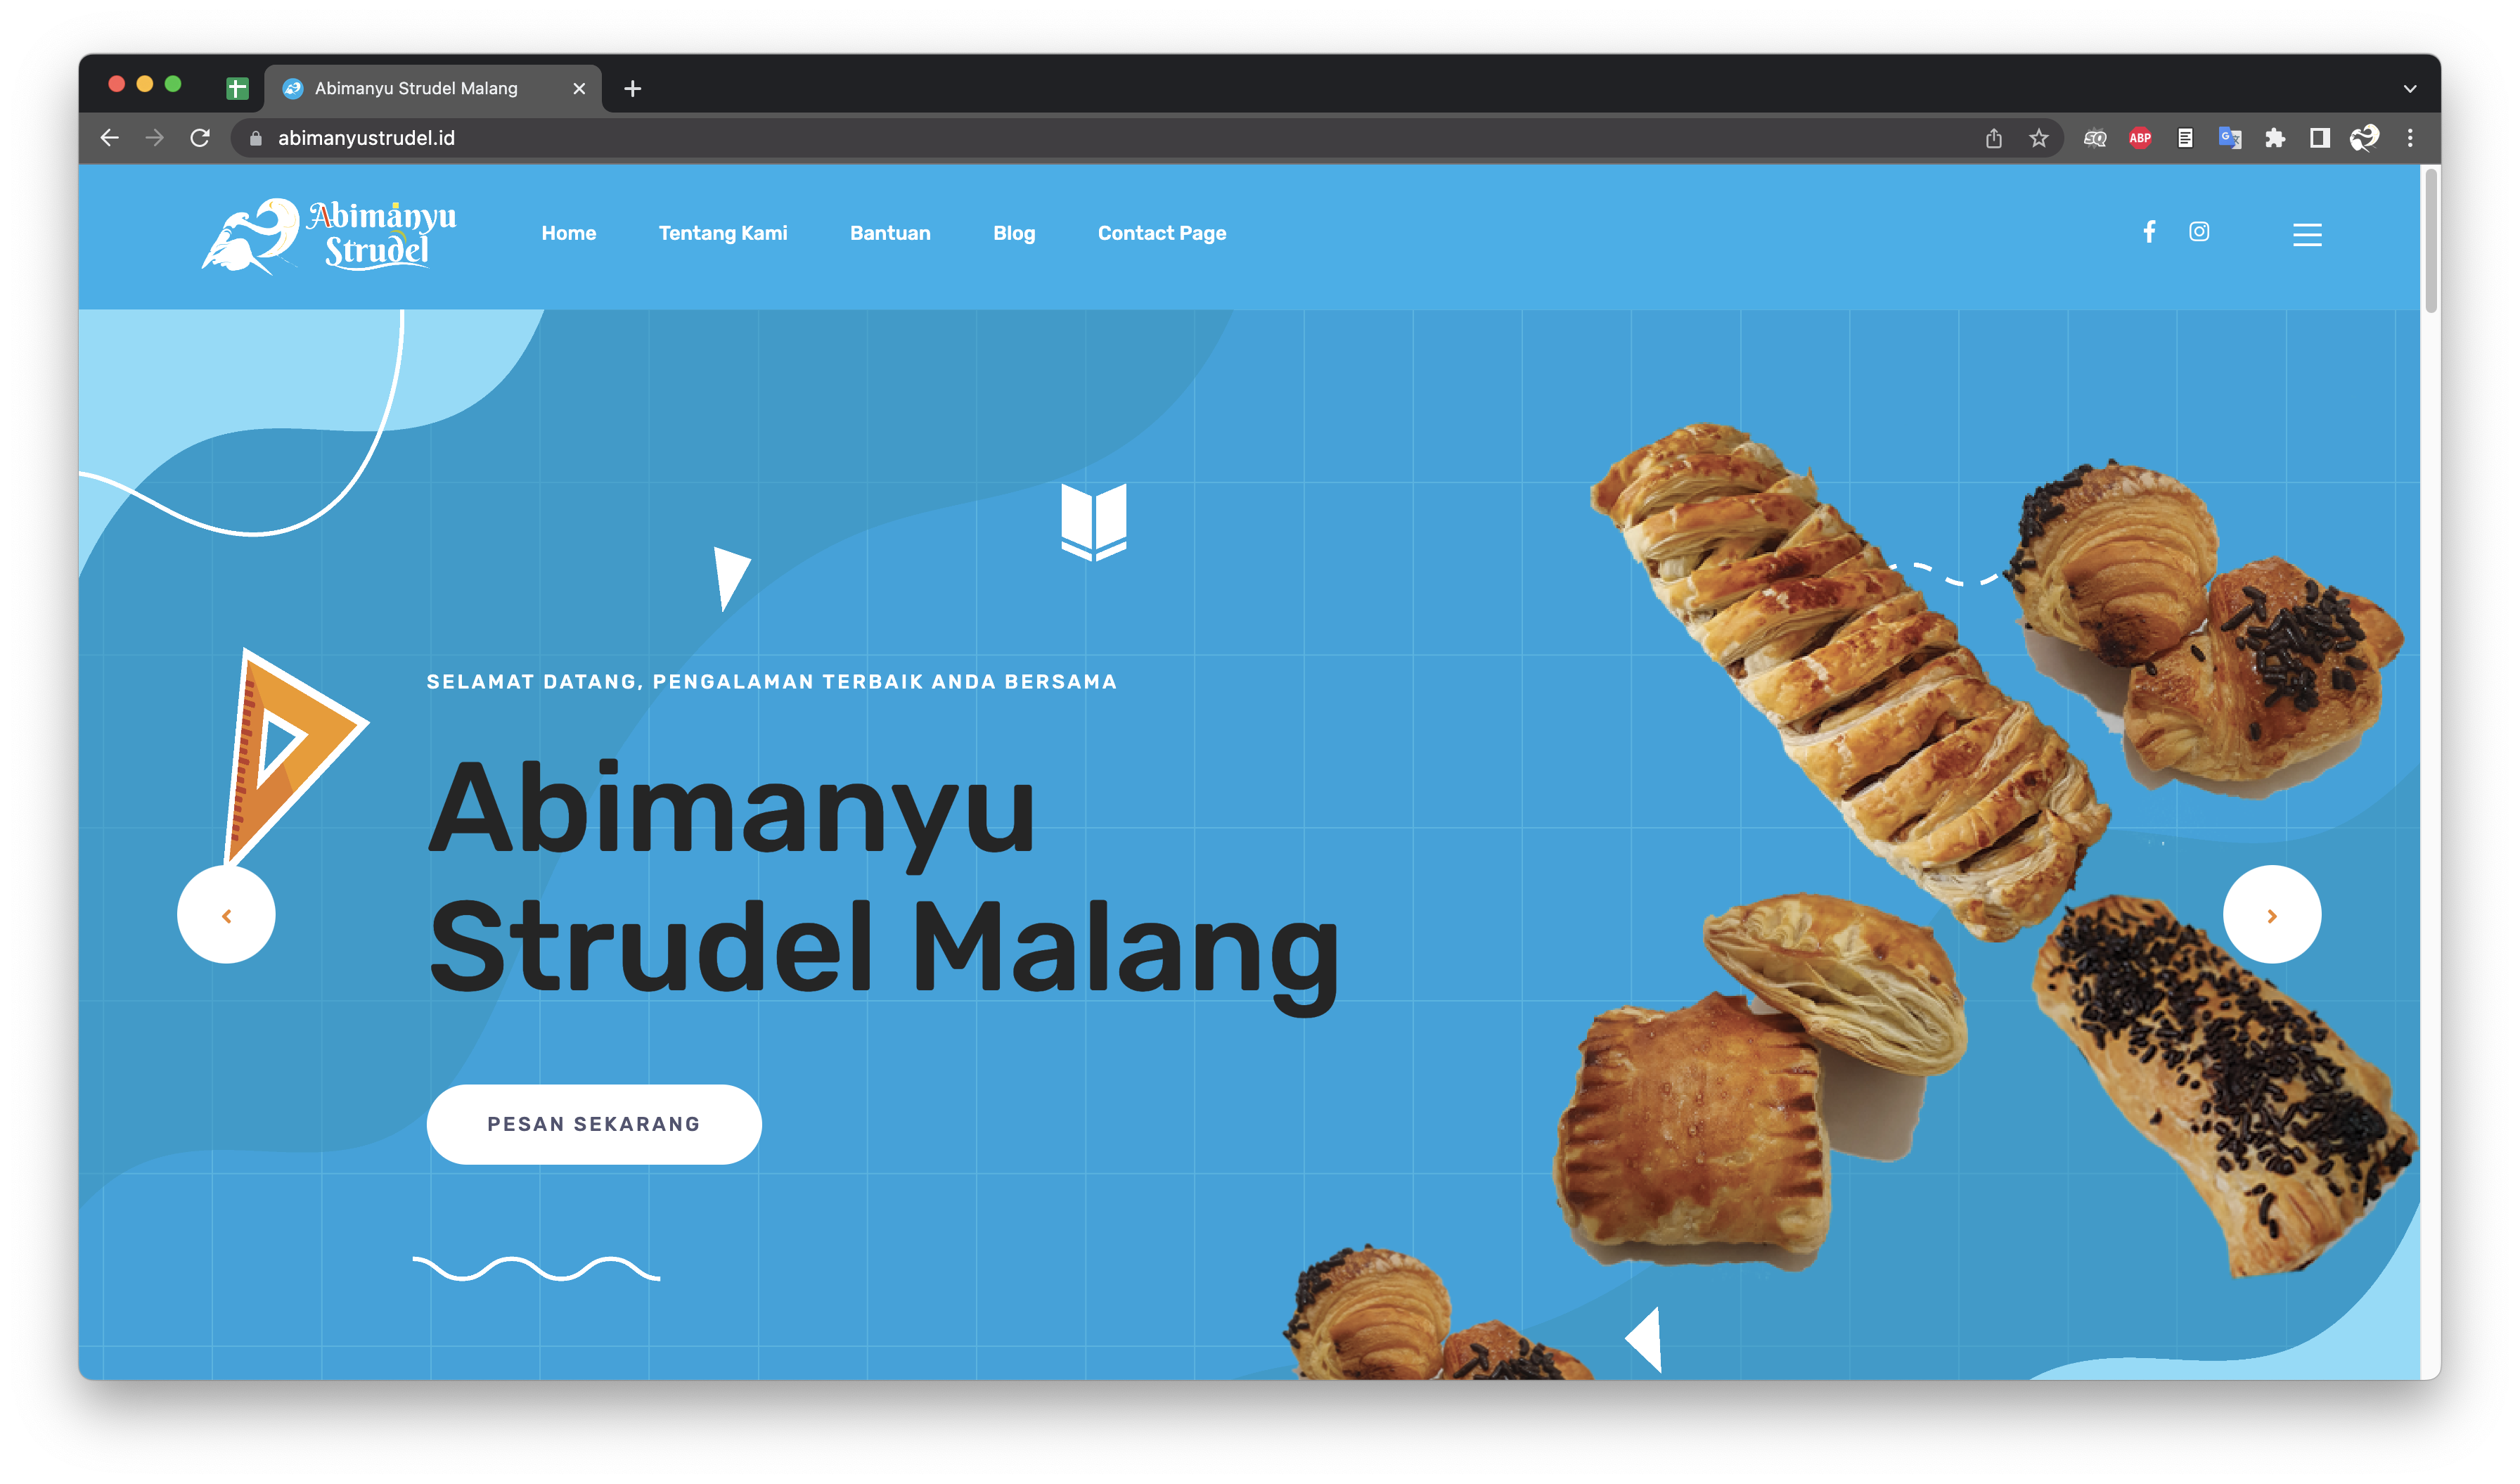 Abimanyu Strudel Malang
abimanyustrudel.id
ABP
Abimanyu
Strudel
Home
Tentang Kami
Bantuan
Blog
Contact Page
SELAMAT DATANG, PENGALAMAN TERBAIK ANDA BERSAMA
Abimanyu
Strudel Malang
PESAN SEKARANG